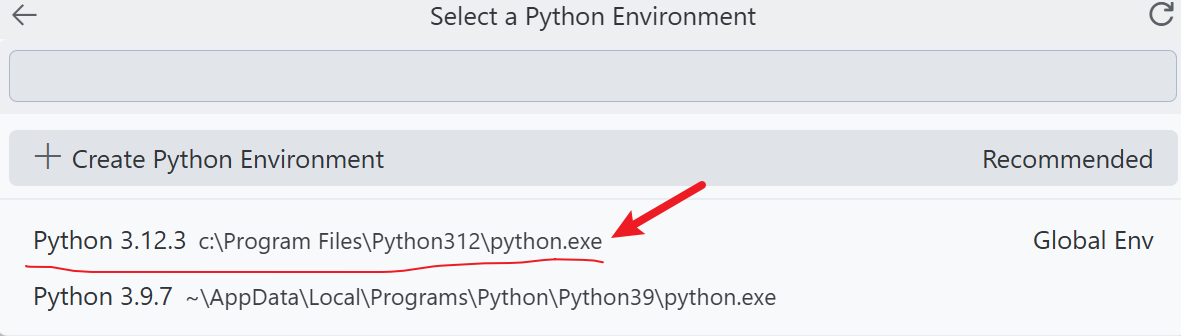 Select a Python Environment
Create Python Environment Recommended
Python 3.12.3 c:\Program Files\Python312\python.exe Global Env
Python 3.9.7 ~\AppData\Local\Programs\Python\Python39\python.exe